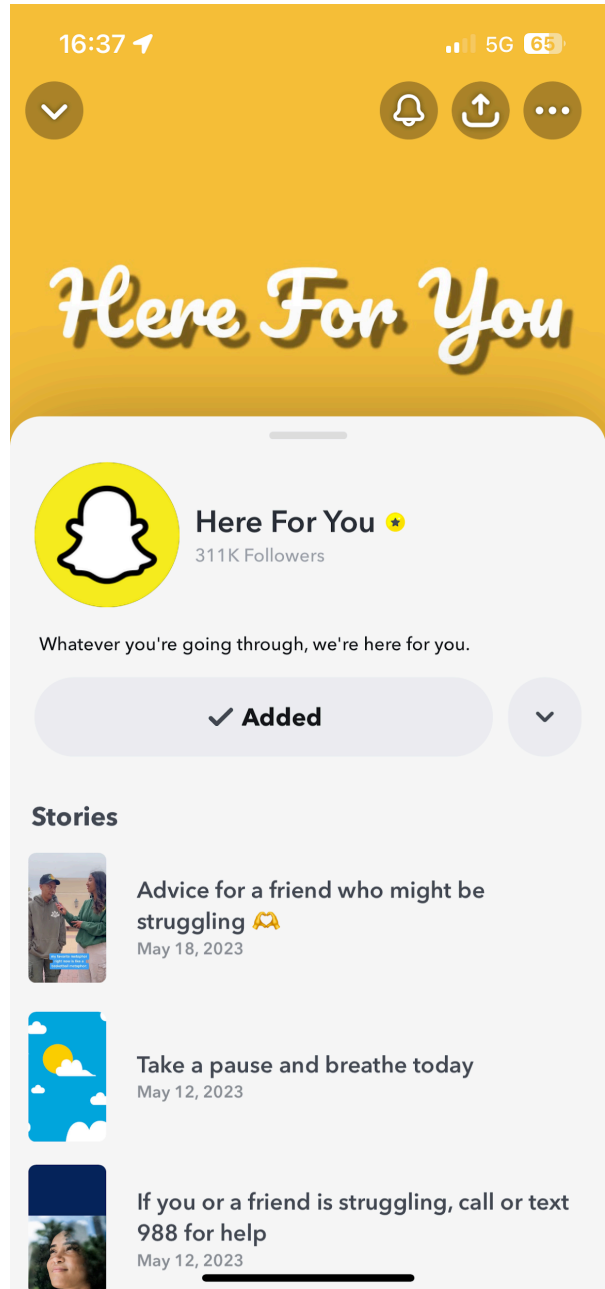 16:37
5G 65
Here For You
Here For You
311K Followers
Whatever you're going through, we're here for you.
Added
Stories
Advice for a friend who might be
struggling 🫶
May 18, 2023
Take a pause and breathe today
May 12, 2023
If you or a friend is struggling, call or text
988 for help
May 12, 2023